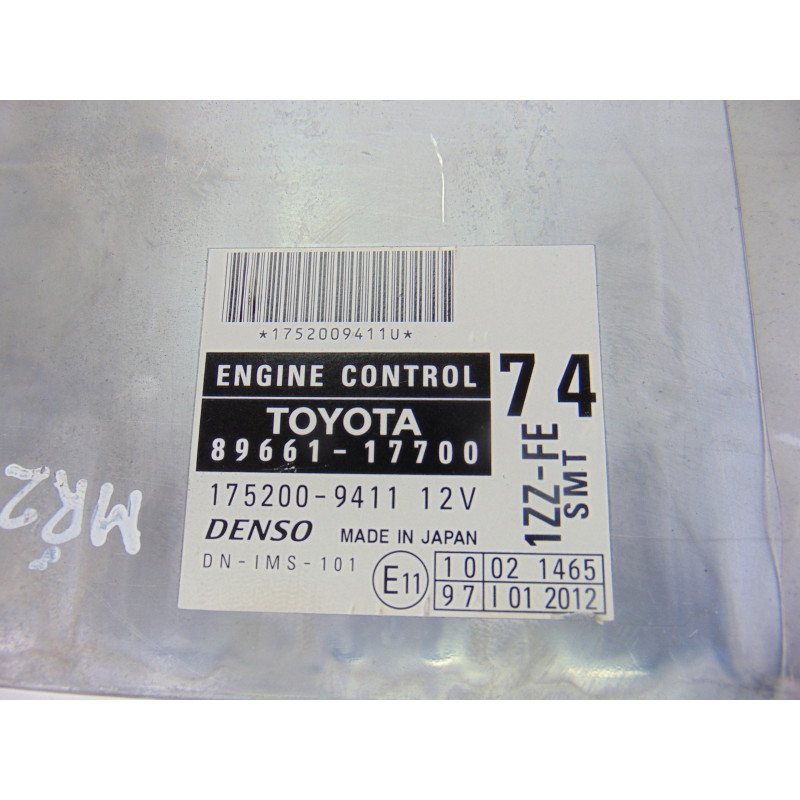 *1752009411U*
ENGINE CONTROL
74
TOYOTA
89661-17700
1ZZ-FE
SMT
175200-9411 12V
DENSO MADE IN JAPAN
DN-IMS-101
E11
10 02 1465
97 I 01 2012
MR2